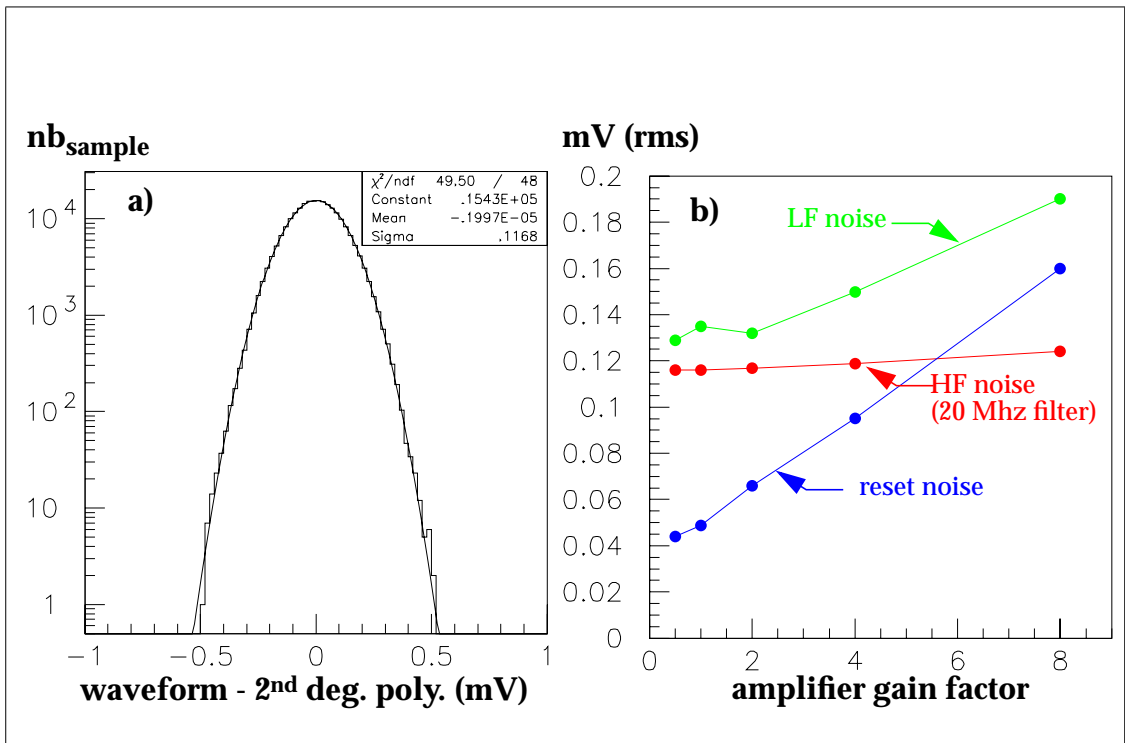 nb_sample
a)
χ²/ndf 49.50 / 48
Constant .1543E+05
Mean -.1997E-05
Sigma .1168
10⁴
10³
10²
10
1
−1 −0.5 0 0.5 1
waveform - 2ⁿᵈ deg. poly. (mV)
mV (rms)
b)
0.2
0.18
0.16
0.14
0.12
0.1
0.08
0.06
0.04
0.02
0
LF noise
HF noise
(20 Mhz filter)
reset noise
0 2 4 6 8
amplifier gain factor